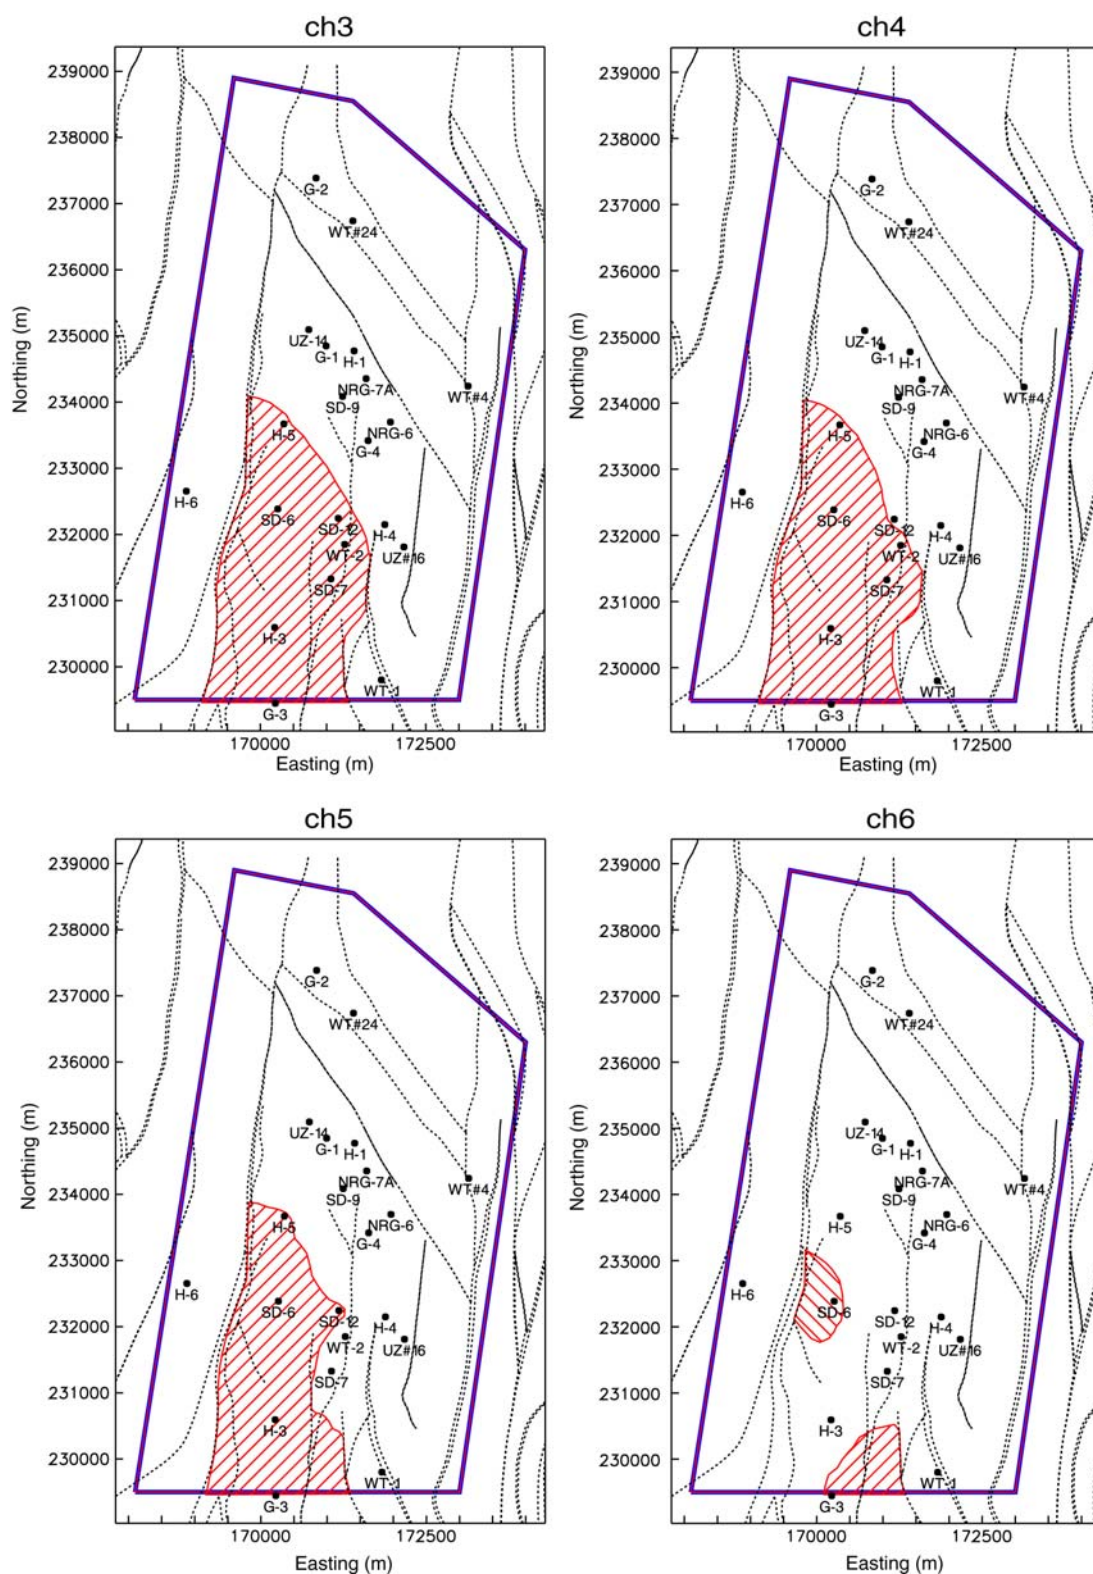 ch3
ch4
239000
238000
237000
236000
235000
234000
233000
232000
231000
230000
Northing (m)
G-2
WT#24
UZ-14
G-1
H-1
NRG-7A
SD-9
WT#4
H-5
NRG-6
G-4
H-6
SD-6
SD-12
H-4
WT-2
UZ#16
SD-7
H-3
WT-1
G-3
170000
172500
Easting (m)
239000
238000
237000
236000
235000
234000
233000
232000
231000
230000
Northing (m)
G-2
WT#24
UZ-14
G-1
H-1
NRG-7A
SD-9
WT#4
H-5
NRG-6
G-4
H-6
SD-6
SD-12
H-4
WT-2
UZ#16
SD-7
H-3
WT-1
G-3
170000
172500
Easting (m)
ch5
ch6
239000
238000
237000
236000
235000
234000
233000
232000
231000
230000
Northing (m)
G-2
WT#24
UZ-14
G-1
H-1
NRG-7A
SD-9
WT#4
H-5
NRG-6
G-4
H-6
SD-6
SD-12
H-4
WT-2
UZ#16
SD-7
H-3
WT-1
G-3
170000
172500
Easting (m)
239000
238000
237000
236000
235000
234000
233000
232000
231000
230000
Northing (m)
G-2
WT#24
UZ-14
G-1
H-1
NRG-7A
SD-9
WT#4
H-5
NRG-6
G-4
H-6
SD-6
SD-12
H-4
WT-2
UZ#16
SD-7
H-3
WT-1
G-3
170000
172500
Easting (m)